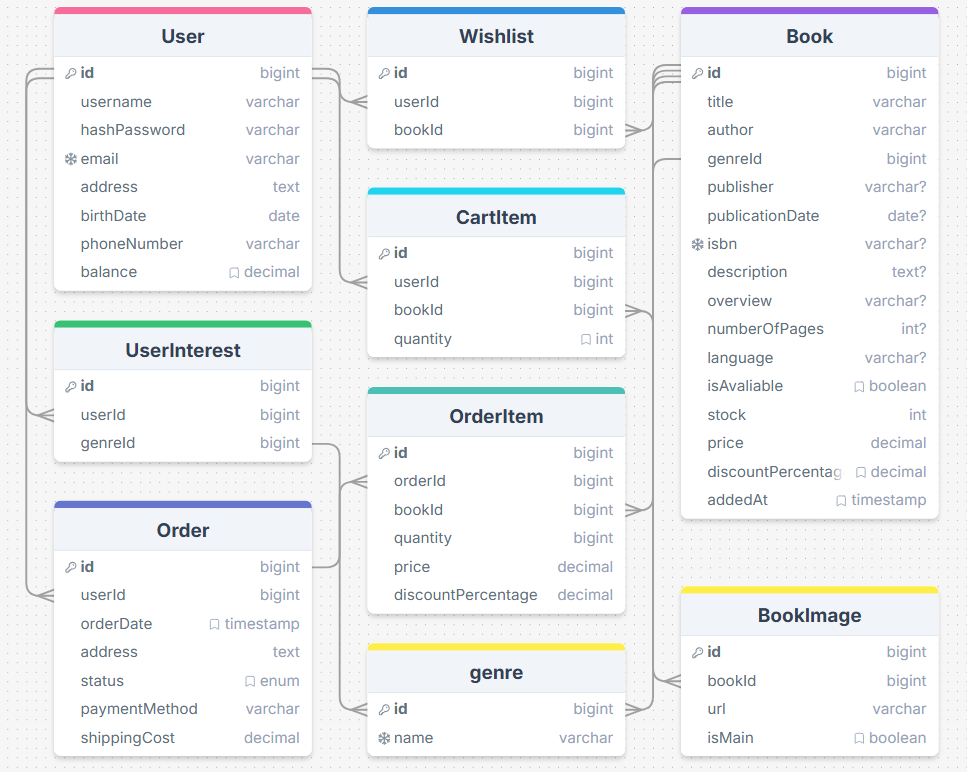 User
id bigint
username varchar
hashPassword varchar
email varchar
address text
birthDate date
phoneNumber varchar
balance decimal
UserInterest
id bigint
userId bigint
genreId bigint
Order
id bigint
userId bigint
orderDate timestamp
address text
status enum
paymentMethod varchar
shippingCost decimal
Wishlist
id bigint
userId bigint
bookId bigint
CartItem
id bigint
userId bigint
bookId bigint
quantity int
OrderItem
id bigint
orderId bigint
bookId bigint
quantity bigint
price decimal
discountPercentage decimal
genre
id bigint
name varchar
Book
id bigint
title varchar
author varchar
genreId bigint
publisher varchar?
publicationDate date?
isbn varchar?
description text?
overview varchar?
numberOfPages int?
language varchar?
isAvaliable boolean
stock int
price decimal
discountPercentag decimal
addedAt timestamp
BookImage
id bigint
bookId bigint
url varchar
isMain boolean